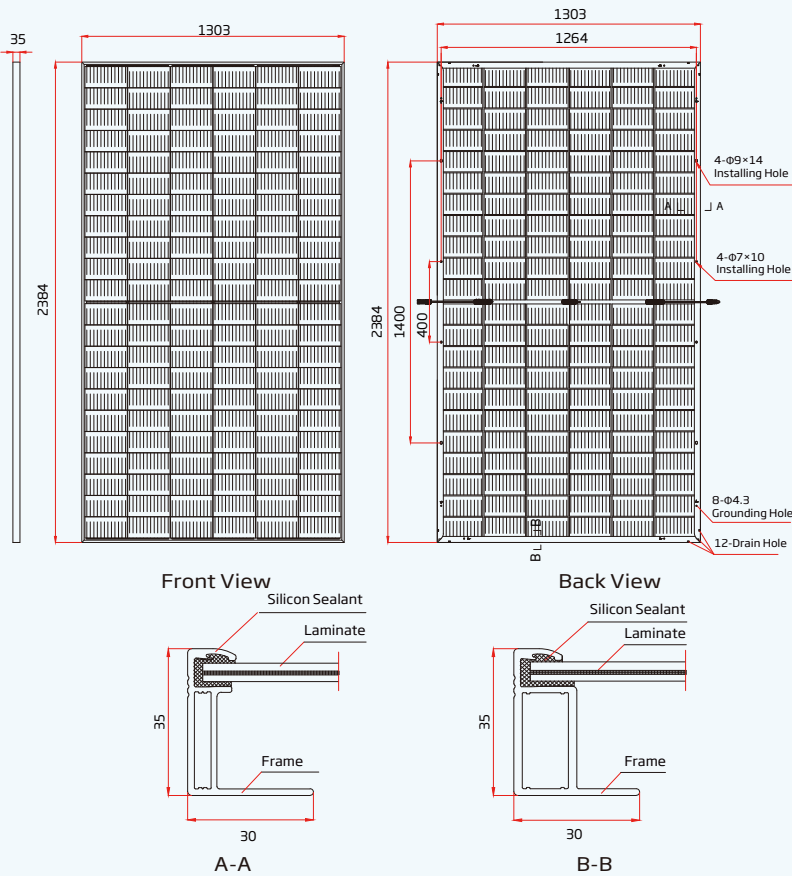 35
1303
2384
Front View
1303
1264
2384
1400
400
4-Φ9×14
Installing Hole
A
A
4-Φ7×10
Installing Hole
8-Φ4.3
Grounding Hole
12-Drain Hole
B
B
Back View
Silicon Sealant
Laminate
35
Frame
30
A-A
Silicon Sealant
Laminate
35
Frame
30
B-B